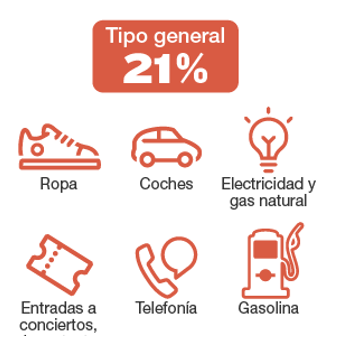 Tipo general
21%
Ropa
Coches
Electricidad y
gas natural
Entradas a
conciertos,
Telefonía
Gasolina